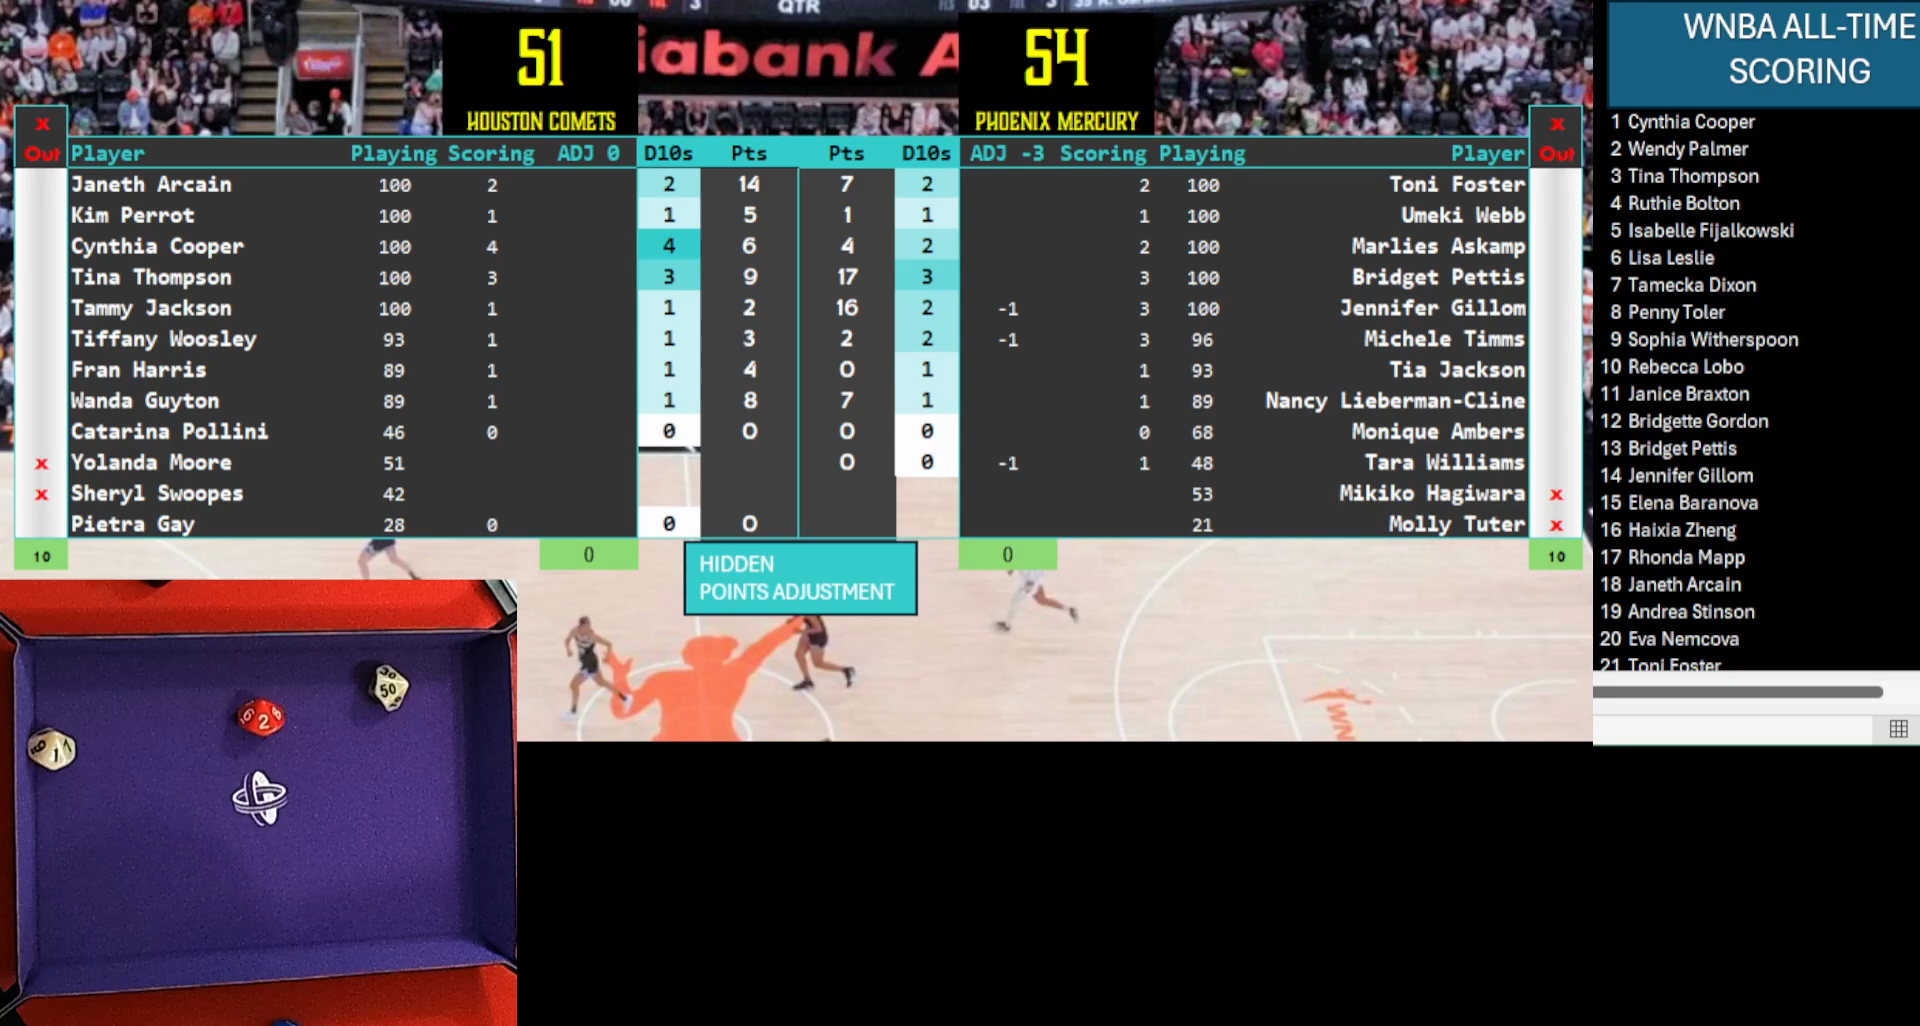 QTR
abank A
51
HOUSTON COMETS
54
PHOENIX MERCURY
WNBA ALL-TIME
SCORING
x
Out Player Playing Scoring ADJ 0 D10s Pts Pts D10s ADJ -3 Scoring Playing Player x
Out
Janeth Arcain 100 2 2 14 7 2 2 100 Toni Foster
Kim Perrot 100 1 1 5 1 1 1 100 Umeki Webb
Cynthia Cooper 100 4 4 6 4 2 2 100 Marlies Askamp
Tina Thompson 100 3 3 9 17 3 3 100 Bridget Pettis
Tammy Jackson 100 1 1 2 16 2 -1 3 100 Jennifer Gillom
Tiffany Woosley 93 1 1 3 2 2 -1 3 96 Michele Timms
Fran Harris 89 1 1 4 0 1 1 93 Tia Jackson
Wanda Guyton 89 1 1 8 7 1 1 89 Nancy Lieberman-Cline
Catarina Pollini 46 0 0 0 0 0 0 68 Monique Ambers
x Yolanda Moore 51 0 0 -1 1 48 Tara Williams
x Sheryl Swoopes 42 53 Mikiko Hagiwara x
Pietra Gay 28 0 0 0 21 Molly Tuter x
10 0 0 10
HIDDEN
POINTS ADJUSTMENT
1 Cynthia Cooper
2 Wendy Palmer
3 Tina Thompson
4 Ruthie Bolton
5 Isabelle Fijalkowski
6 Lisa Leslie
7 Tamecka Dixon
8 Penny Toler
9 Sophia Witherspoon
10 Rebecca Lobo
11 Janice Braxton
12 Bridgette Gordon
13 Bridget Pettis
14 Jennifer Gillom
15 Elena Baranova
16 Haixia Zheng
17 Rhonda Mapp
18 Janeth Arcain
19 Andrea Stinson
20 Eva Nemcova
21 Toni Foster
50
2
1
WN